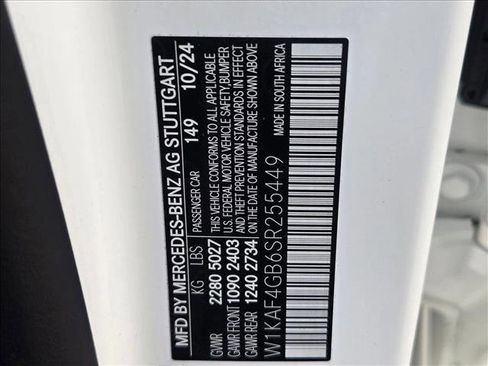 MFD BY MERCEDES-BENZ AG STUTTGART
KG LBS PASSENGER CAR 149 10/24
GVWR 2280 5027 THIS VEHICLE CONFORMS TO ALL APPLICABLE
GAWR FRONT 1090 2403 U.S. FEDERAL MOTOR VEHICLE SAFETY, BUMPER
& THEFT PREVENTION STANDARDS IN EFFECT
GAWR REAR 1240 2734 ON THE DATE OF MANUFACTURE SHOWN ABOVE
W1KAF4GB6SR255449
MADE IN SOUTH AFRICA